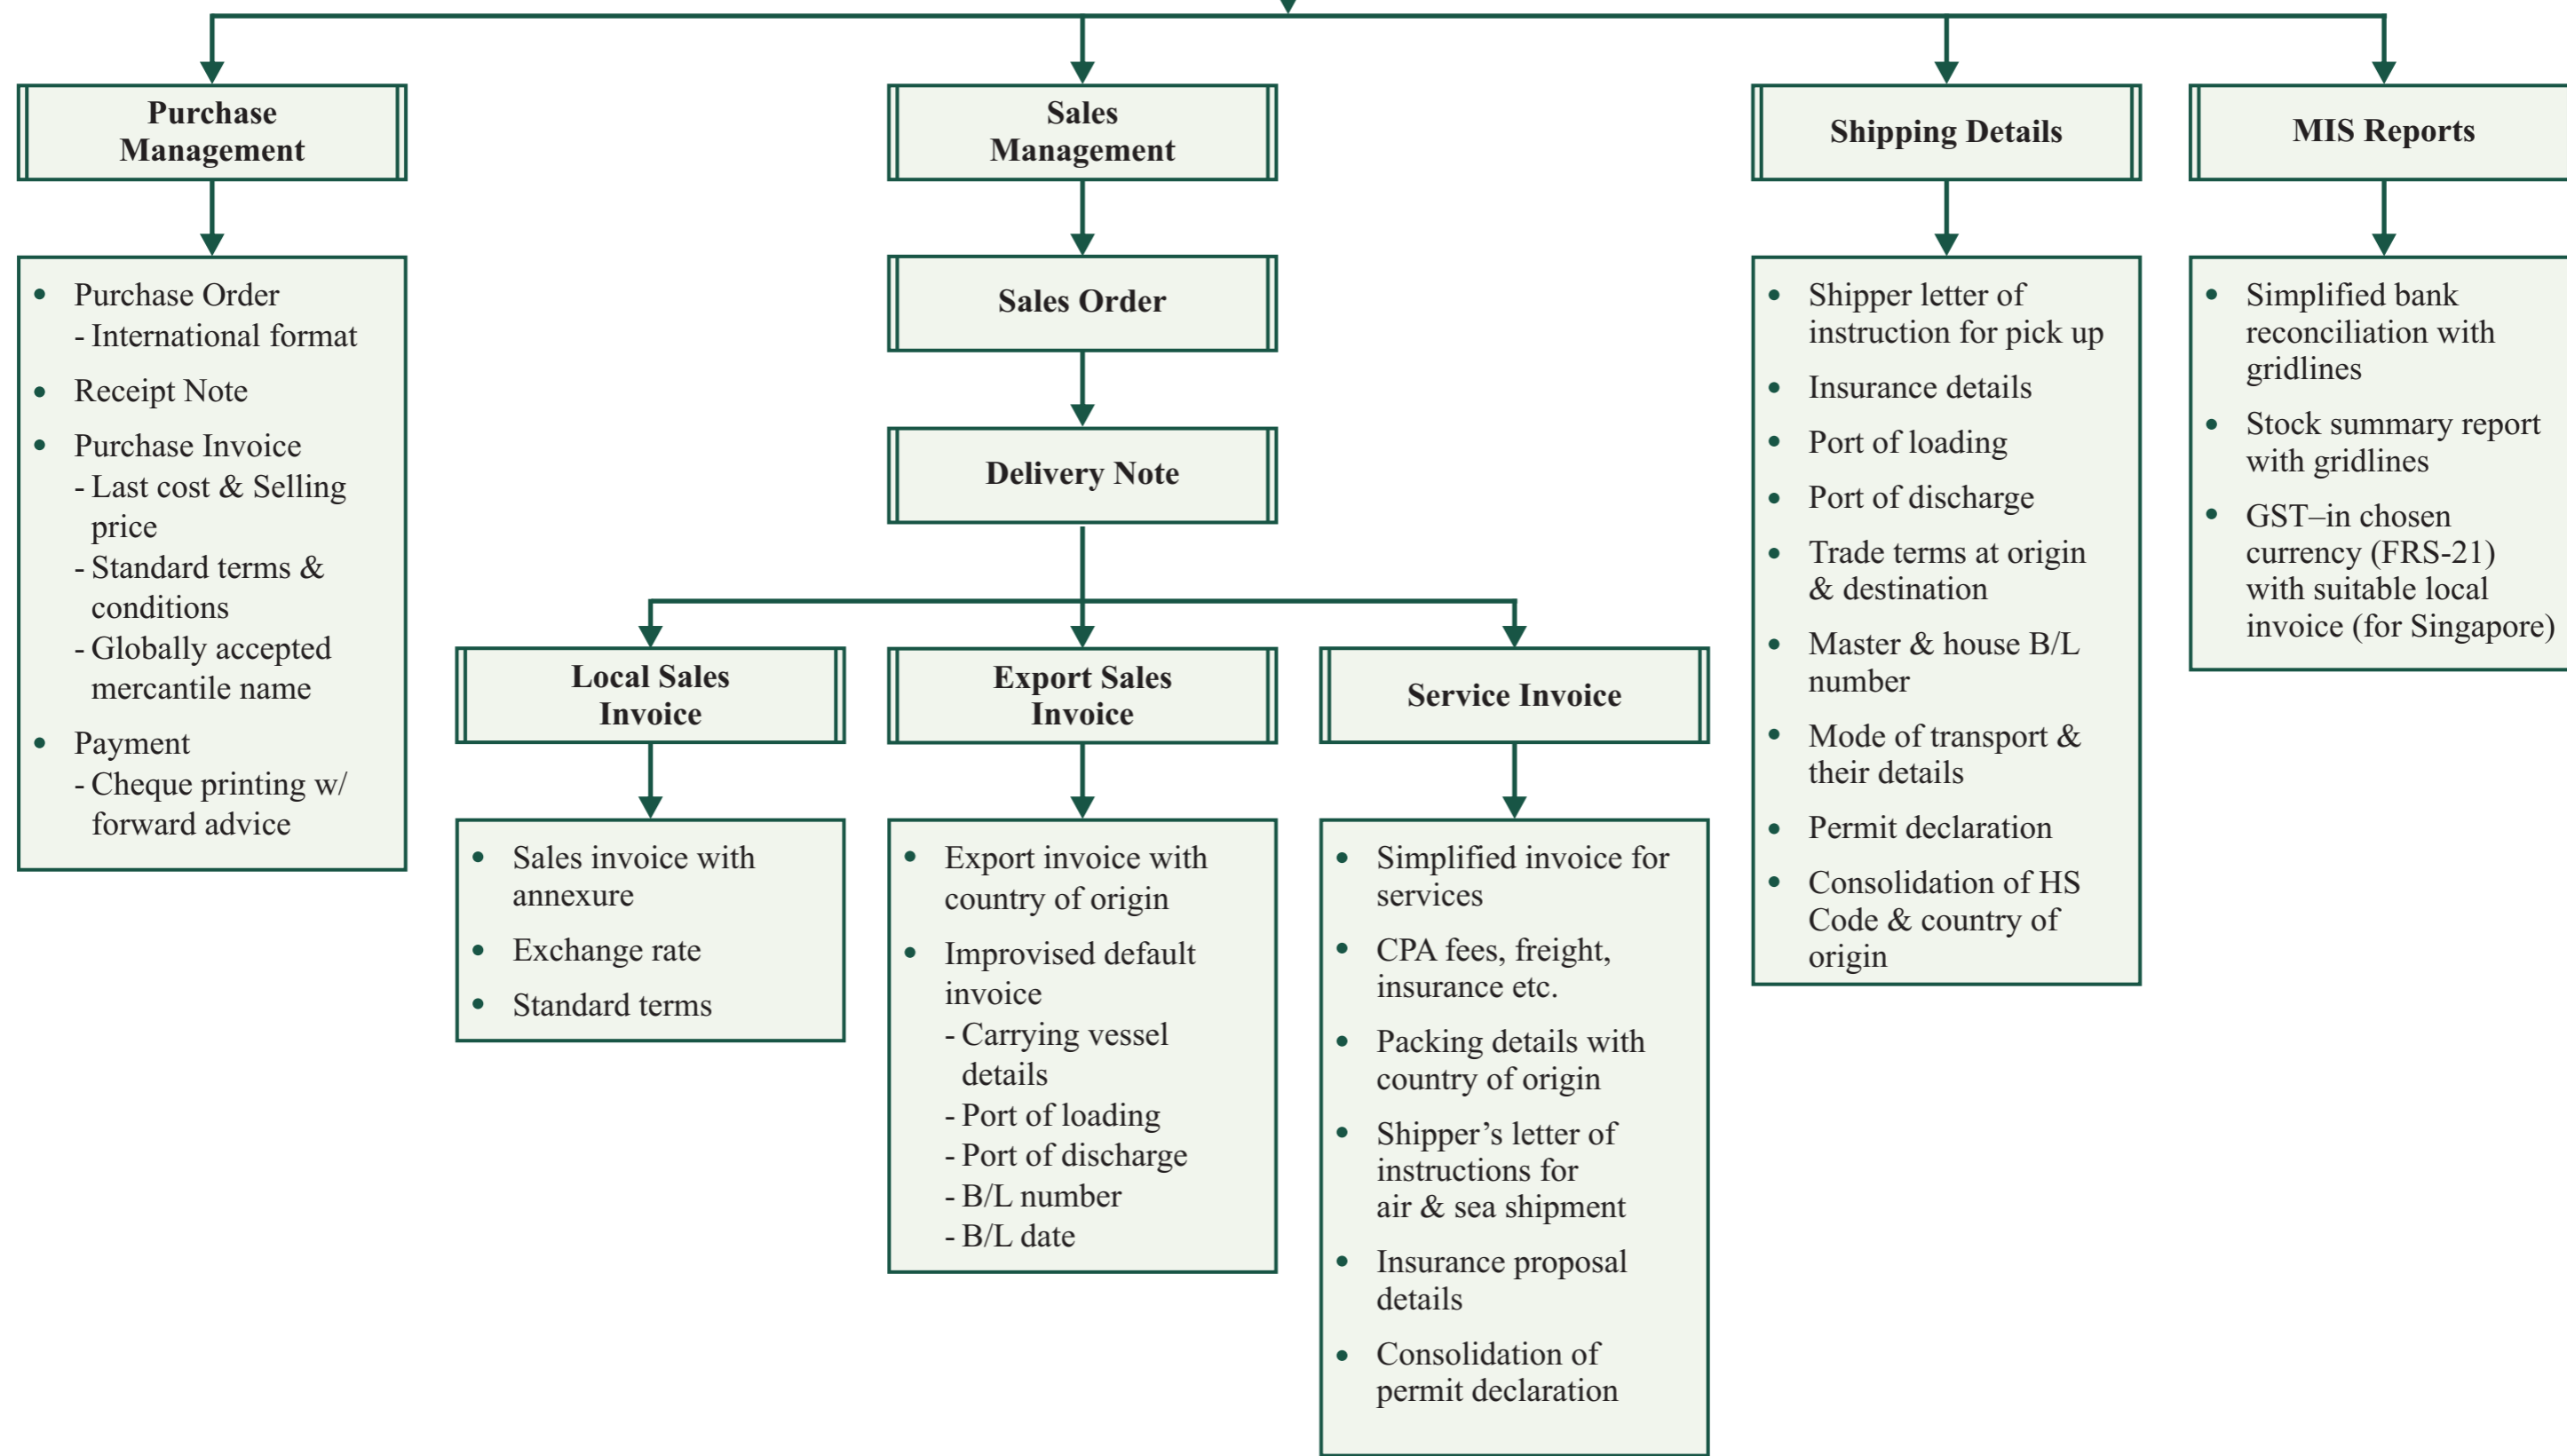 Purchase
Management
Sales
Management
Shipping Details
MIS Reports
• Purchase Order
- International format
• Receipt Note
• Purchase Invoice
- Last cost & Selling
price
- Standard terms &
conditions
- Globally accepted
mercantile name
• Payment
- Cheque printing w/
forward advice
Sales Order
Delivery Note
Local Sales
Invoice
• Sales invoice with
annexure
• Exchange rate
• Standard terms
Export Sales
Invoice
• Export invoice with
country of origin
• Improvised default
invoice
- Carrying vessel
details
- Port of loading
- Port of discharge
- B/L number
- B/L date
Service Invoice
• Simplified invoice for
services
• CPA fees, freight,
insurance etc.
• Packing details with
country of origin
• Shipper’s letter of
instructions for
air & sea shipment
• Insurance proposal
details
• Consolidation of
permit declaration
• Shipper letter of
instruction for pick up
• Insurance details
• Port of loading
• Port of discharge
• Trade terms at origin
& destination
• Master & house B/L
number
• Mode of transport &
their details
• Permit declaration
• Consolidation of HS
Code & country of
origin
• Simplified bank
reconciliation with
gridlines
• Stock summary report
with gridlines
• GST–in chosen
currency (FRS-21)
with suitable local
invoice (for Singapore)